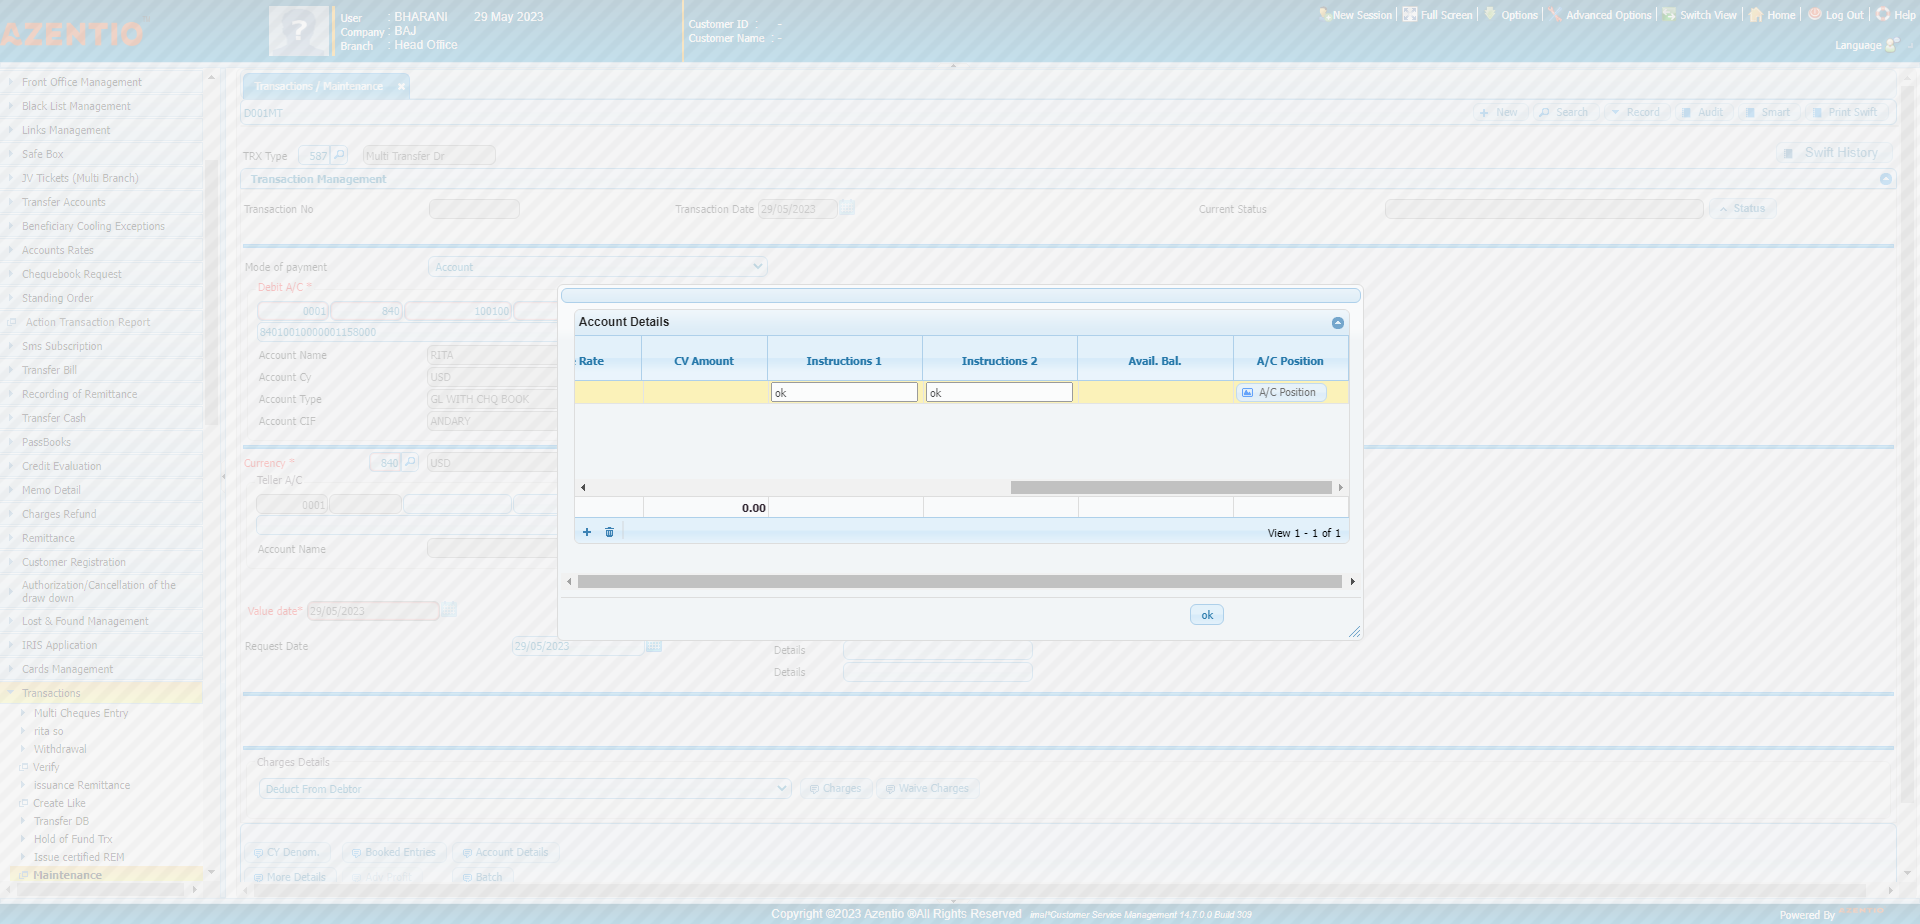 AZENTIO
User : BHARANI 29 May 2023
Company : BAJ
Branch : Head Office
Customer ID : -
Customer Name : -
New Session Full Screen Options Advanced Options Switch View Home Log Out Help
Language
Front Office Management
Black List Management
Links Management
Safe Box
JV Tickets (Multi Branch)
Transfer Accounts
Beneficiary Cooling Exceptions
Accounts Rates
Chequebook Request
Standing Order
Action Transaction Report
Sms Subscription
Transfer Bill
Recording of Remittance
Transfer Cash
PassBooks
Credit Evaluation
Memo Detail
Charges Grid
Remittance
Customer Registration
Authorization/Cancellation of the
draw down
Lost & Found Management
IRIS Application
Cards Management
Transactions
Multi Cheques Entry
rita so
Withdrawal
Verify
issuance Remittance
Create Like
Transfer DB
Hold of Fund Trx
Issue certified REM
Maintenance
Transactions / Maintenance
D001MT
New Search Record Audit Smart Print Swift
TRX Type 587 Multi Transfer Dr
Swift History
Transaction Management
Transaction No
Transaction Date 29/05/2023
Current Status
Status
Mode of payment Account
Debit A/C *
0001 840 100100
84010010000001158000
Account Name RITA
Account Cy USD
Account Type GL WITH CHQ BOOK
Account CIF ANDARY
Currency * 840 USD
Teller A/C
0001
Account Name
Value date* 29/05/2023
Request Date 29/05/2023
Details
Details
Charges Details
Deduct From Debtor
Charges Waive Charges
CY Denom. Booked Entries Account Details
More Details Adv Profit Batch
Account Details
Rate CV Amount Instructions 1 Instructions 2 Avail. Bal. A/C Position
ok ok A/C Position
0.00
View 1 - 1 of 1
ok
Copyright ©2023 Azentio ®All Rights Reserved imal*Customer Service Management 14.7.0.0 Build 309
Powered By